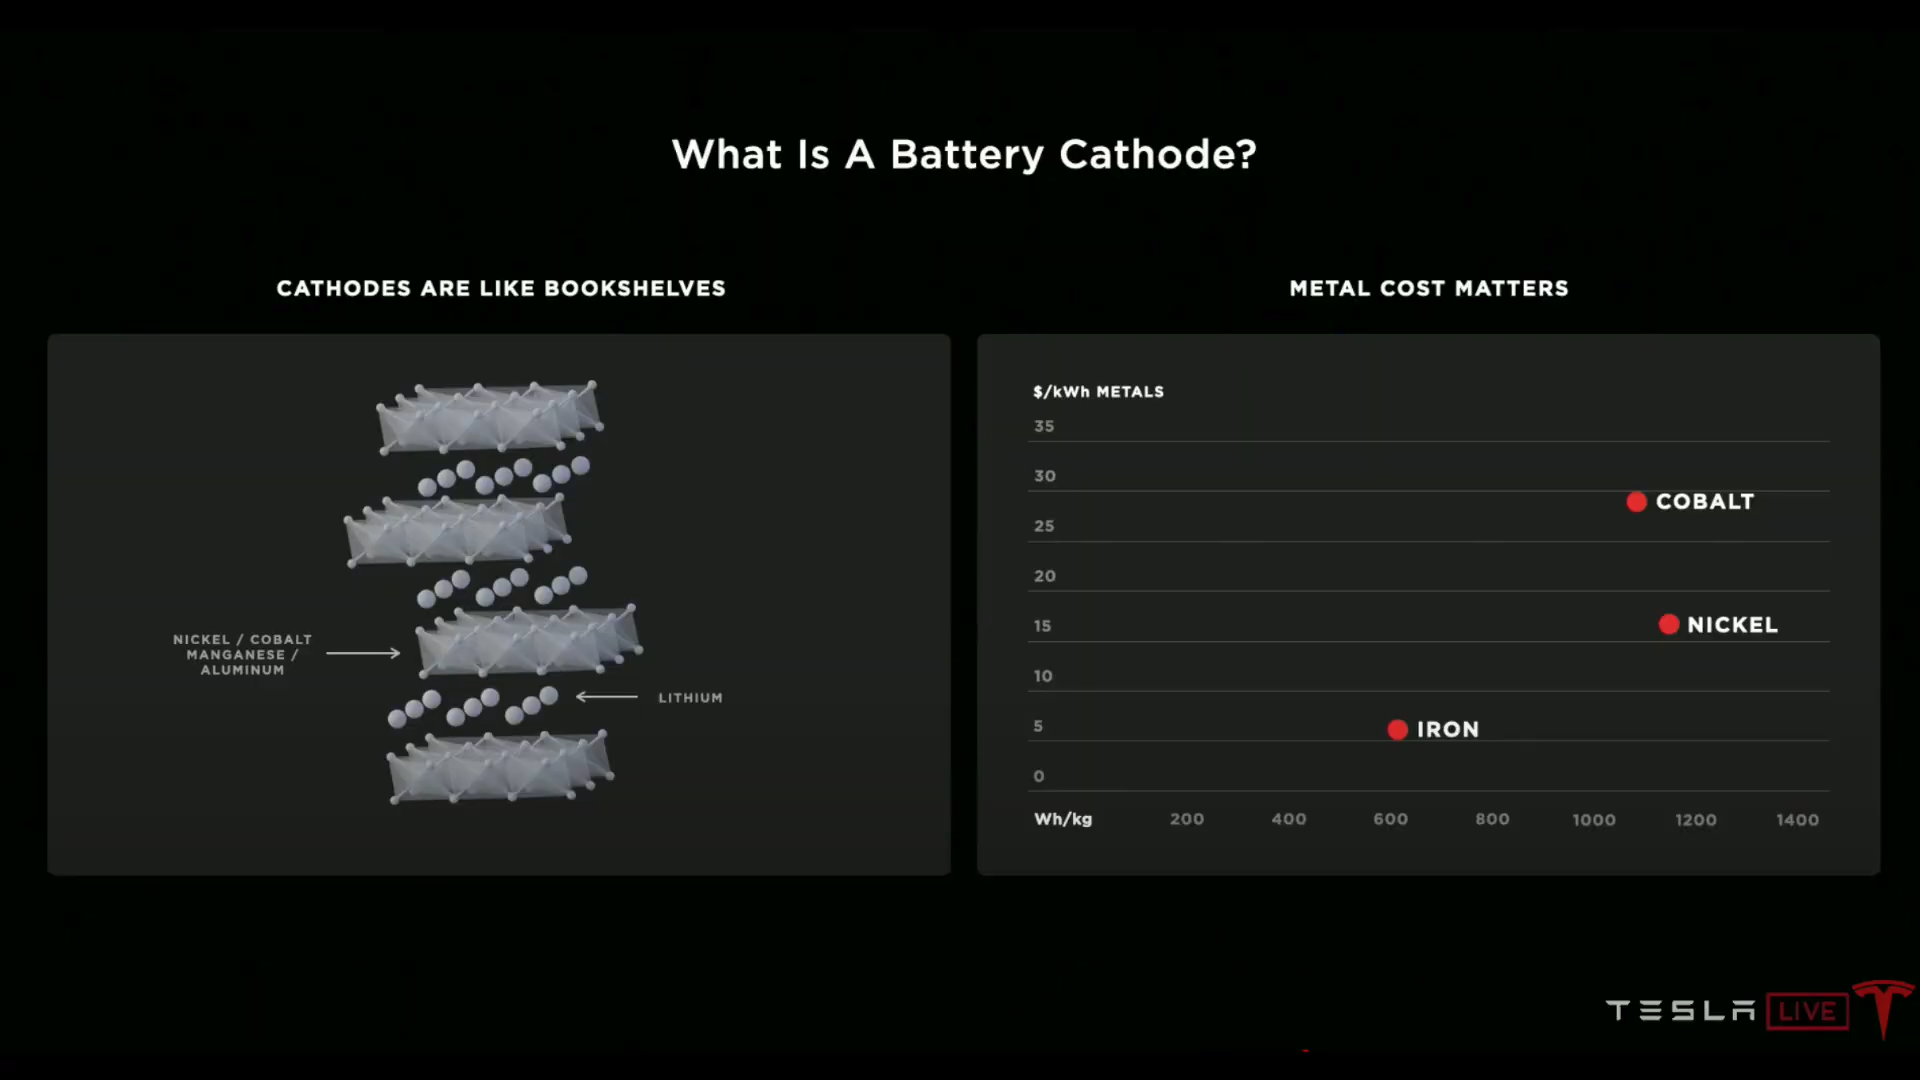 What Is A Battery Cathode?
CATHODES ARE LIKE BOOKSHELVES
NICKEL / COBALT
MANGANESE /
ALUMINUM
LITHIUM
METAL COST MATTERS
$/kWh METALS
35
30
COBALT
25
20
15
NICKEL
10
5
IRON
0
Wh/kg 200 400 600 800 1000 1200 1400
TESLA LIVE